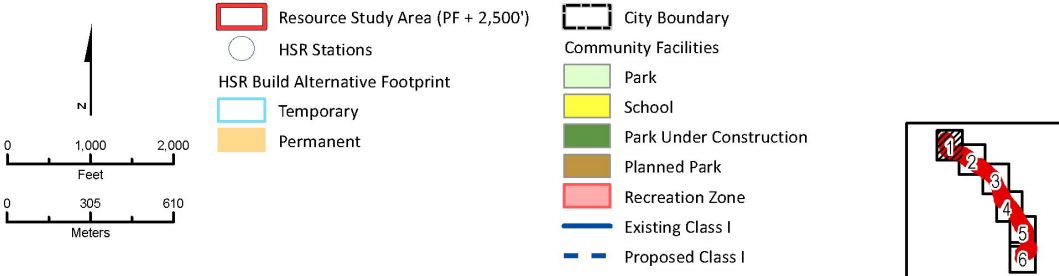 N
0 1,000 2,000
Feet
0 305 610
Meters
Resource Study Area (PF + 2,500')
HSR Stations
HSR Build Alternative Footprint
Temporary
Permanent
City Boundary
Community Facilities
Park
School
Park Under Construction
Planned Park
Recreation Zone
Existing Class I
Proposed Class I
1
2
3
4
5
6